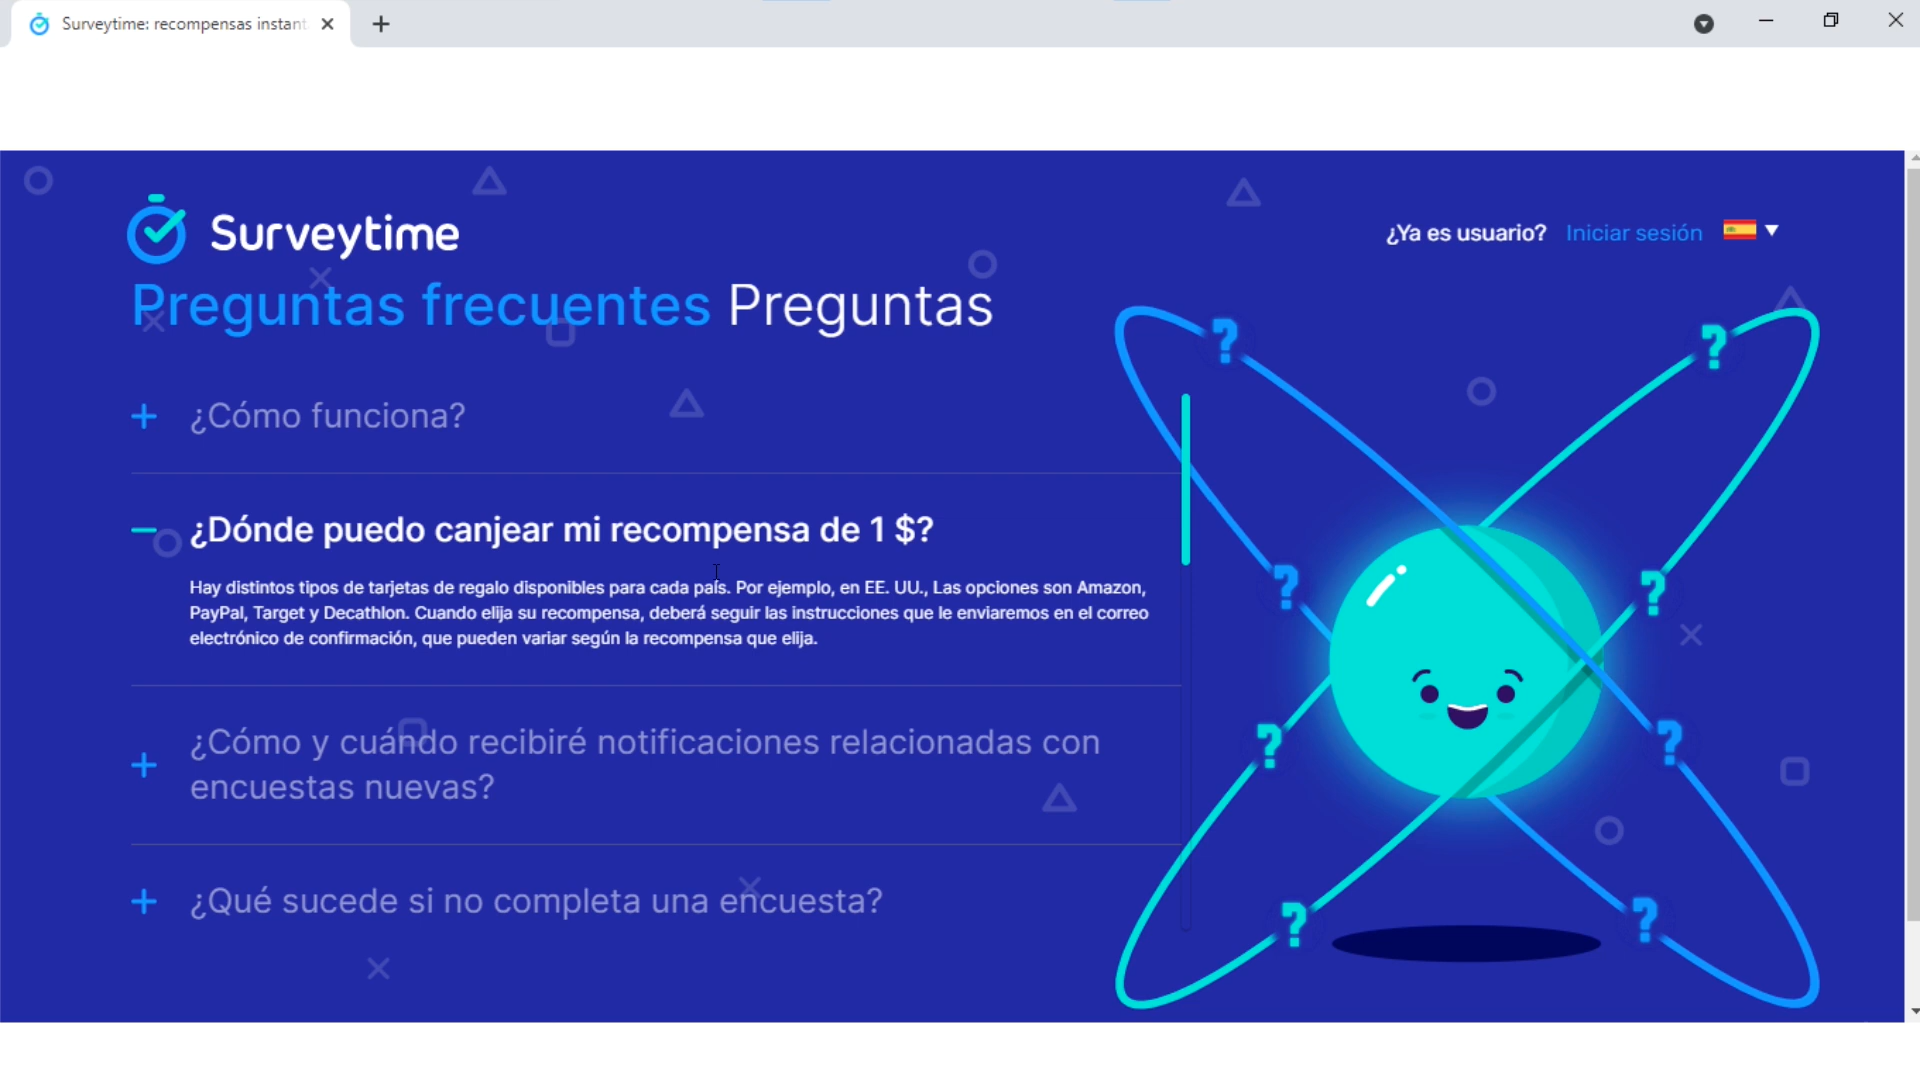 Surveytime: recompensas instant
Surveytime
¿Ya es usuario? Iniciar sesión
Preguntas frecuentes Preguntas
¿Cómo funciona?
¿Dónde puedo canjear mi recompensa de 1 $?
Hay distintos tipos de tarjetas de regalo disponibles para cada país. Por ejemplo, en EE. UU., Las opciones son Amazon,
PayPal, Target y Decathlon. Cuando elija su recompensa, deberá seguir las instrucciones que le enviaremos en el correo
electrónico de confirmación, que pueden variar según la recompensa que elija.
¿Cómo y cuándo recibiré notificaciones relacionadas con
encuestas nuevas?
¿Qué sucede si no completa una encuesta?
? ?
? ?
? ?
? ?